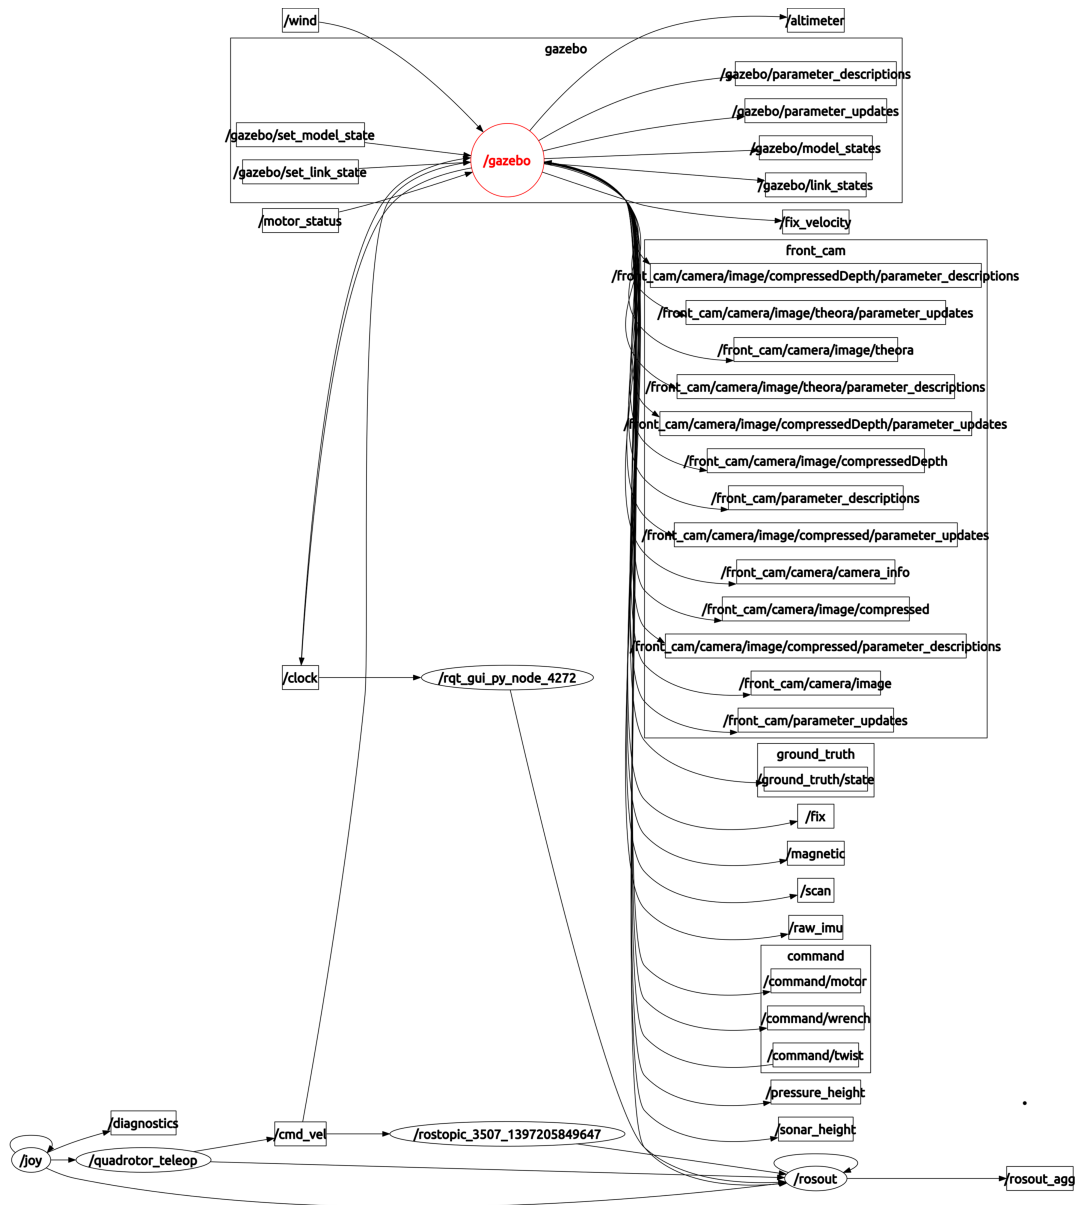 /wind
/altimeter
gazebo
/gazebo/parameter_descriptions
/gazebo/parameter_updates
/gazebo/set_model_state
/gazebo/model_states
/gazebo
/gazebo/set_link_state
/gazebo/link_states
/motor_status
/fix_velocity
front_cam
/front_cam/camera/image/compressedDepth/parameter_descriptions
/front_cam/camera/image/theora/parameter_updates
/front_cam/camera/image/theora
/front_cam/camera/image/theora/parameter_descriptions
/front_cam/camera/image/compressedDepth/parameter_updates
/front_cam/camera/image/compressedDepth
/front_cam/parameter_descriptions
/front_cam/camera/image/compressed/parameter_updates
/front_cam/camera/camera_info
/front_cam/camera/image/compressed
/front_cam/camera/image/compressed/parameter_descriptions
/clock
/rqt_gui_py_node_4272
/front_cam/camera/image
/front_cam/parameter_updates
ground_truth
/ground_truth/state
/fix
/magnetic
/scan
/raw_imu
command
/command/motor
/command/wrench
/command/twist
/pressure_height
/diagnostics
/cmd_vel
/rostopic_3507_1397205849647
/sonar_height
/joy
/quadrotor_teleop
/rosout
/rosout_agg